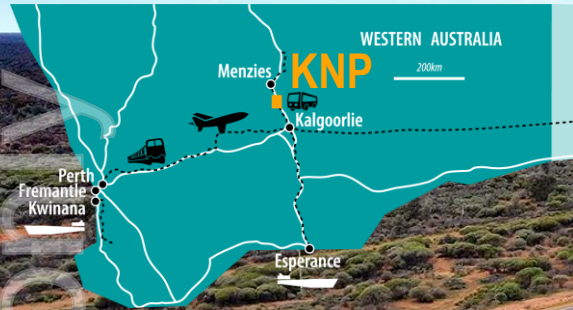 WESTERN AUSTRALIA
KNP
200km
Menzies
Kalgoorlie
Perth
Fremantle
Kwinana
Esperance